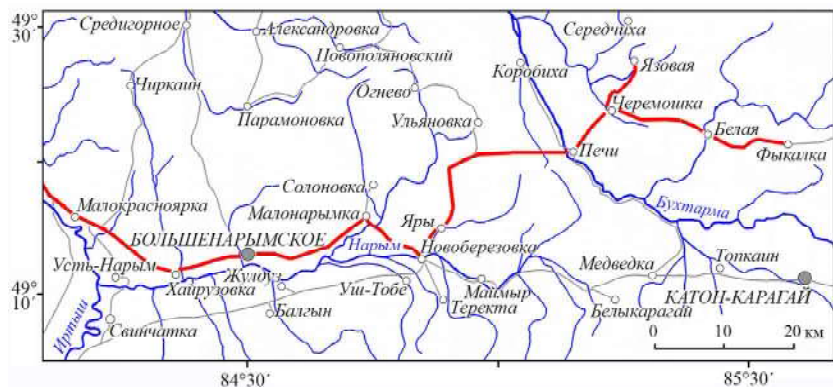 49°
30'
Средигорное
Александровка
Новополяновский
Середчиха
Чиркаин
Огнево
Коробиха
Язовая
Парамоновка
Ульяновка
Черемошка
Белая
Фыкалка
Печи
Солоновка
Бухтарма
Малокрасноярка
Малонарымка
БОЛЬШЕНАРЫМСКОЕ
Яры
Нарым
Новоберезовка
Усть-Нарым
Хайрузовка
Жулдуз
Уш-Тобе
Маймыр
Медведка
Топкаин
49°
10'
Иртыш
Свинчатка
Балгын
Теректа
Белыкарагай
КАТОН-КАРАГАЙ
0 10 20 км
84°30' 85°30'